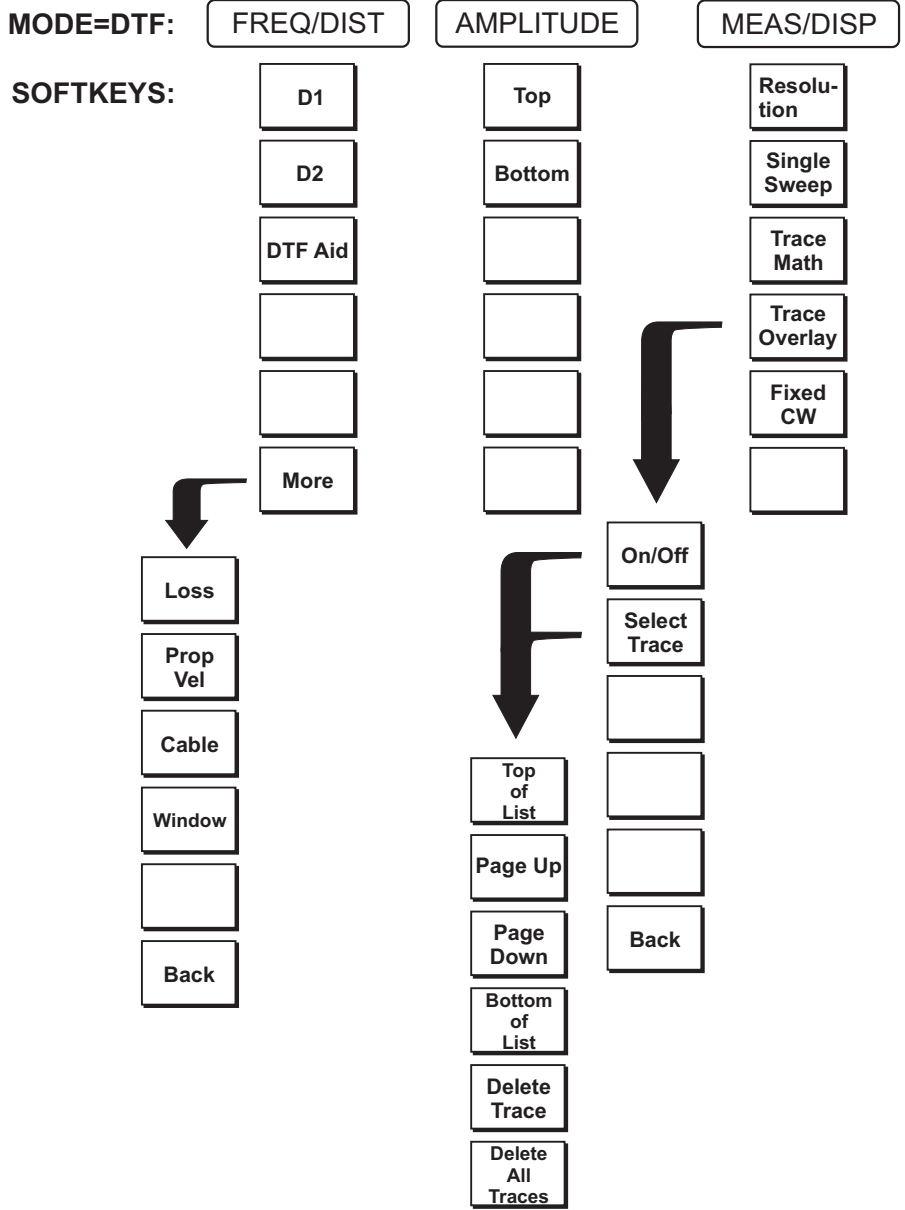 MODE=DTF:
FREQ/DIST
AMPLITUDE
MEAS/DISP
SOFTKEYS:
D1
D2
DTF Aid
More
Loss
Prop
Vel
Cable
Window
Back
Top
Bottom
Resolu-
tion
Single
Sweep
Trace
Math
Trace
Overlay
Fixed
CW
On/Off
Select
Trace
Back
Top
of
List
Page Up
Page
Down
Bottom
of
List
Delete
Trace
Delete
All
Traces